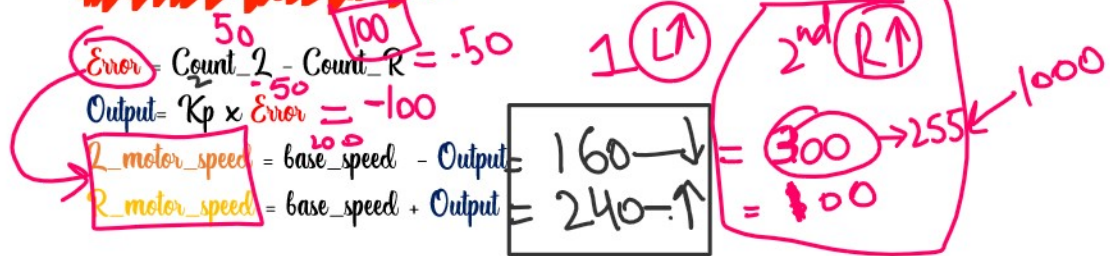 50 100
Error = Count_L - Count_R = -50
1 L↑ 2nd R↑
2 -50
Output= Kp x Error = -100
1000
200
L_motor_speed = base_speed - Output = 160→↓ = 300→255
R_motor_speed = base_speed + Output = 240→↑ = 100